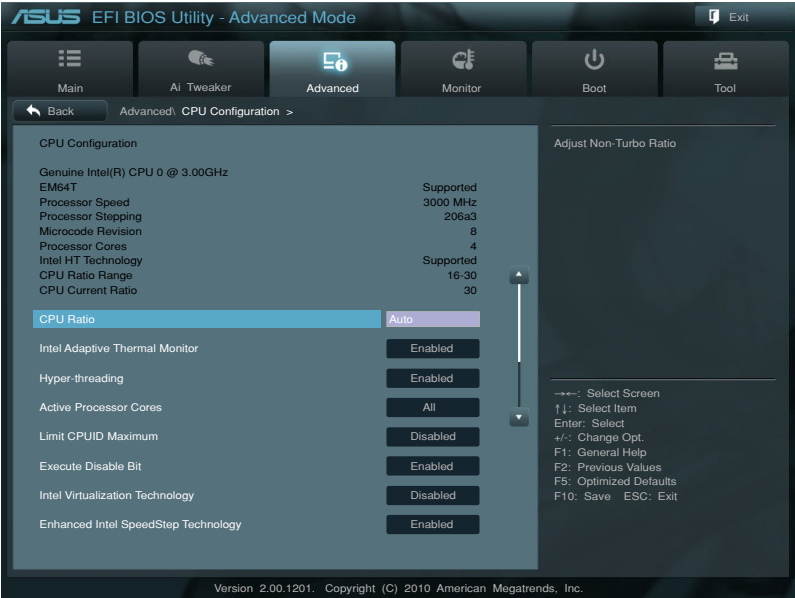 ASUS EFI BIOS Utility - Advanced Mode
Exit
Main
Ai Tweaker
Advanced
Monitor
Boot
Tool
Back
Advanced\ CPU Configuration >
CPU Configuration
Genuine Intel(R) CPU 0 @ 3.00GHz
EM64T Supported
Processor Speed 3000 MHz
Processor Stepping 206a3
Microcode Revision 8
Processor Cores 4
Intel HT Technology Supported
CPU Ratio Range 16-30
CPU Current Ratio 30
CPU Ratio Auto
Intel Adaptive Thermal Monitor Enabled
Hyper-threading Enabled
Active Processor Cores All
Limit CPUID Maximum Disabled
Execute Disable Bit Enabled
Intel Virtualization Technology Disabled
Enhanced Intel SpeedStep Technology Enabled
Adjust Non-Turbo Ratio
→←: Select Screen
↑↓: Select Item
Enter: Select
+/-: Change Opt.
F1: General Help
F2: Previous Values
F5: Optimized Defaults
F10: Save ESC: Exit
Version 2.00.1201. Copyright (C) 2010 American Megatrends, Inc.